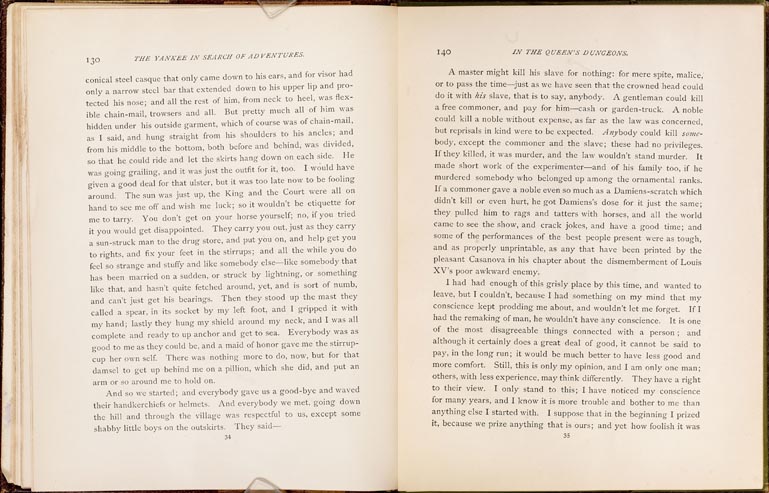 130
THE YANKEE IN SEARCH OF ADVENTURES.
conical steel casque that only came down to his ears, and for visor had
only a narrow steel bar that extended down to his upper lip and pro-
tected his nose; and all the rest of him, from neck to heel, was flex-
ible chain-mail, trowsers and all. But pretty much all of him was
hidden under his outside garment, which of course was of chain-mail,
as I said, and hung straight from his shoulders to his ancles; and
from his middle to the bottom, both before and behind, was divided,
so that he could ride and let the skirts hang down on each side. He
was going grailing, and it was just the outfit for it, too. I would have
given a good deal for that ulster, but it was too late now to be fooling
around. The sun was just up, the King and the Court were all on
hand to see me off and wish me luck; so it wouldn't be etiquette for
me to tarry. You don't get on your horse yourself; no, if you tried
it you would get disappointed. They carry you out, just as they carry
a sun-struck man to the drug store, and put you on, and help get you
to rights, and fix your feet in the stirrups; and all the while you do
feel so strange and stuffy and like somebody else—like somebody that
has been married on a sudden, or struck by lightning, or something
like that, and hasn't quite fetched around, yet, and is sort of numb,
and can't just get his bearings. Then they stood up the mast they
called a spear, in its socket by my left foot, and I gripped it with
my hand; lastly they hung my shield around my neck, and I was all
complete and ready to up anchor and get to sea. Everybody was as
good to me as they could be, and a maid of honor gave me the stirrup-
cup her own self. There was nothing more to do, now, but for that
damsel to get up behind me on a pillion, which she did, and put an
arm or so around me to hold on.
And so we started; and everybody gave us a good-bye and waved
their handkerchiefs or helmets. And everybody we met, going down
the hill and through the village was respectful to us, except some
shabby little boys on the outskirts. They said—
34
140
IN THE QUEEN'S DUNGEONS.
A master might kill his slave for nothing: for mere spite, malice,
or to pass the time—just as we have seen that the crowned head could
do it with his slave, that is to say, anybody. A gentleman could kill
a free commoner, and pay for him—cash or garden-truck. A noble
could kill a noble without expense, as far as the law was concerned,
but reprisals in kind were to be expected. Anybody could kill some-
body, except the commoner and the slave; these had no privileges.
If they killed, it was murder, and the law wouldn't stand murder. It
made short work of the experimenter—and of his family too, if he
murdered somebody who belonged up among the ornamental ranks.
If a commoner gave a noble even so much as a Damiens-scratch which
didn't kill or even hurt, he got Damiens's dose for it just the same;
they pulled him to rags and tatters with horses, and all the world
came to see the show, and crack jokes, and have a good time; and
some of the performances of the best people present were as tough,
and as properly unprintable, as any that have been printed by the
pleasant Casanova in his chapter about the dismemberment of Louis
XV's poor awkward enemy.
I had had enough of this grisly place by this time, and wanted to
leave, but I couldn't, because I had something on my mind that my
conscience kept prodding me about, and wouldn't let me forget. If I
had the remaking of man, he wouldn't have any conscience. It is one
of the most disagreeable things connected with a person; and
although it certainly does a great deal of good, it cannot be said to
pay, in the long run; it would be much better to have less good and
more comfort. Still, this is only my opinion, and I am only one man;
others, with less experience, may think differently. They have a right
to their view. I only stand to this; I have noticed my conscience
for many years, and I know it is more trouble and bother to me than
anything else I started with. I suppose that in the beginning I prized
it, because we prize anything that is ours; and yet how foolish it was
35